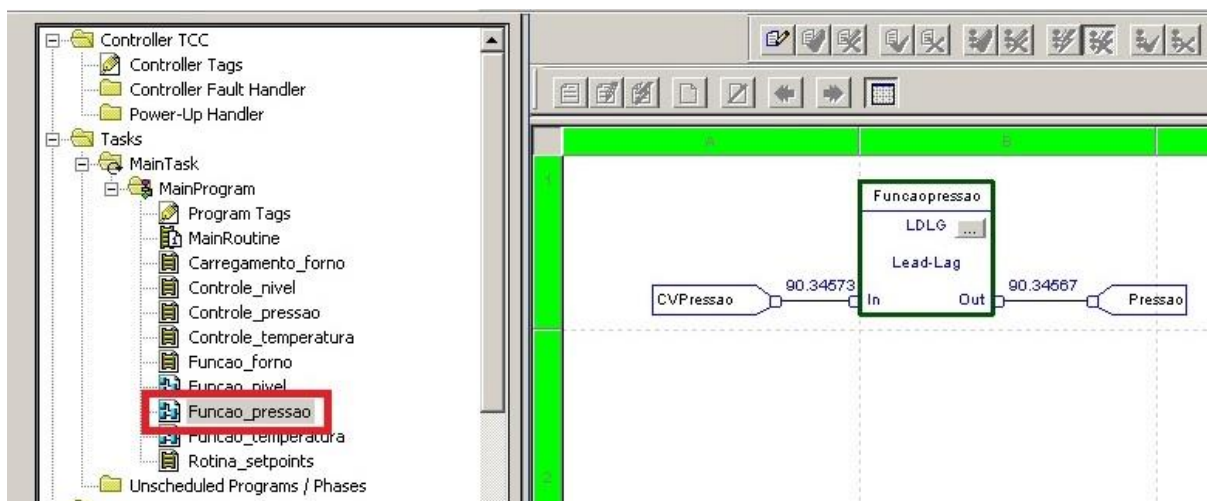 Controller TCC
Controller Tags
Controller Fault Handler
Power-Up Handler
Tasks
MainTask
MainProgram
Program Tags
MainRoutine
Carregamento_forno
Controle_nivel
Controle_pressao
Controle_temperatura
Funcao_forno
Funcao_nivel
Funcao_pressao
Funcao_temperatura
Rotina_setpoints
Unscheduled Programs / Phases
A
B
1
Funcaopressao
LDLG ...
Lead-Lag
CVPressao
90.34573
In
Out
90.34567
Pressao
2